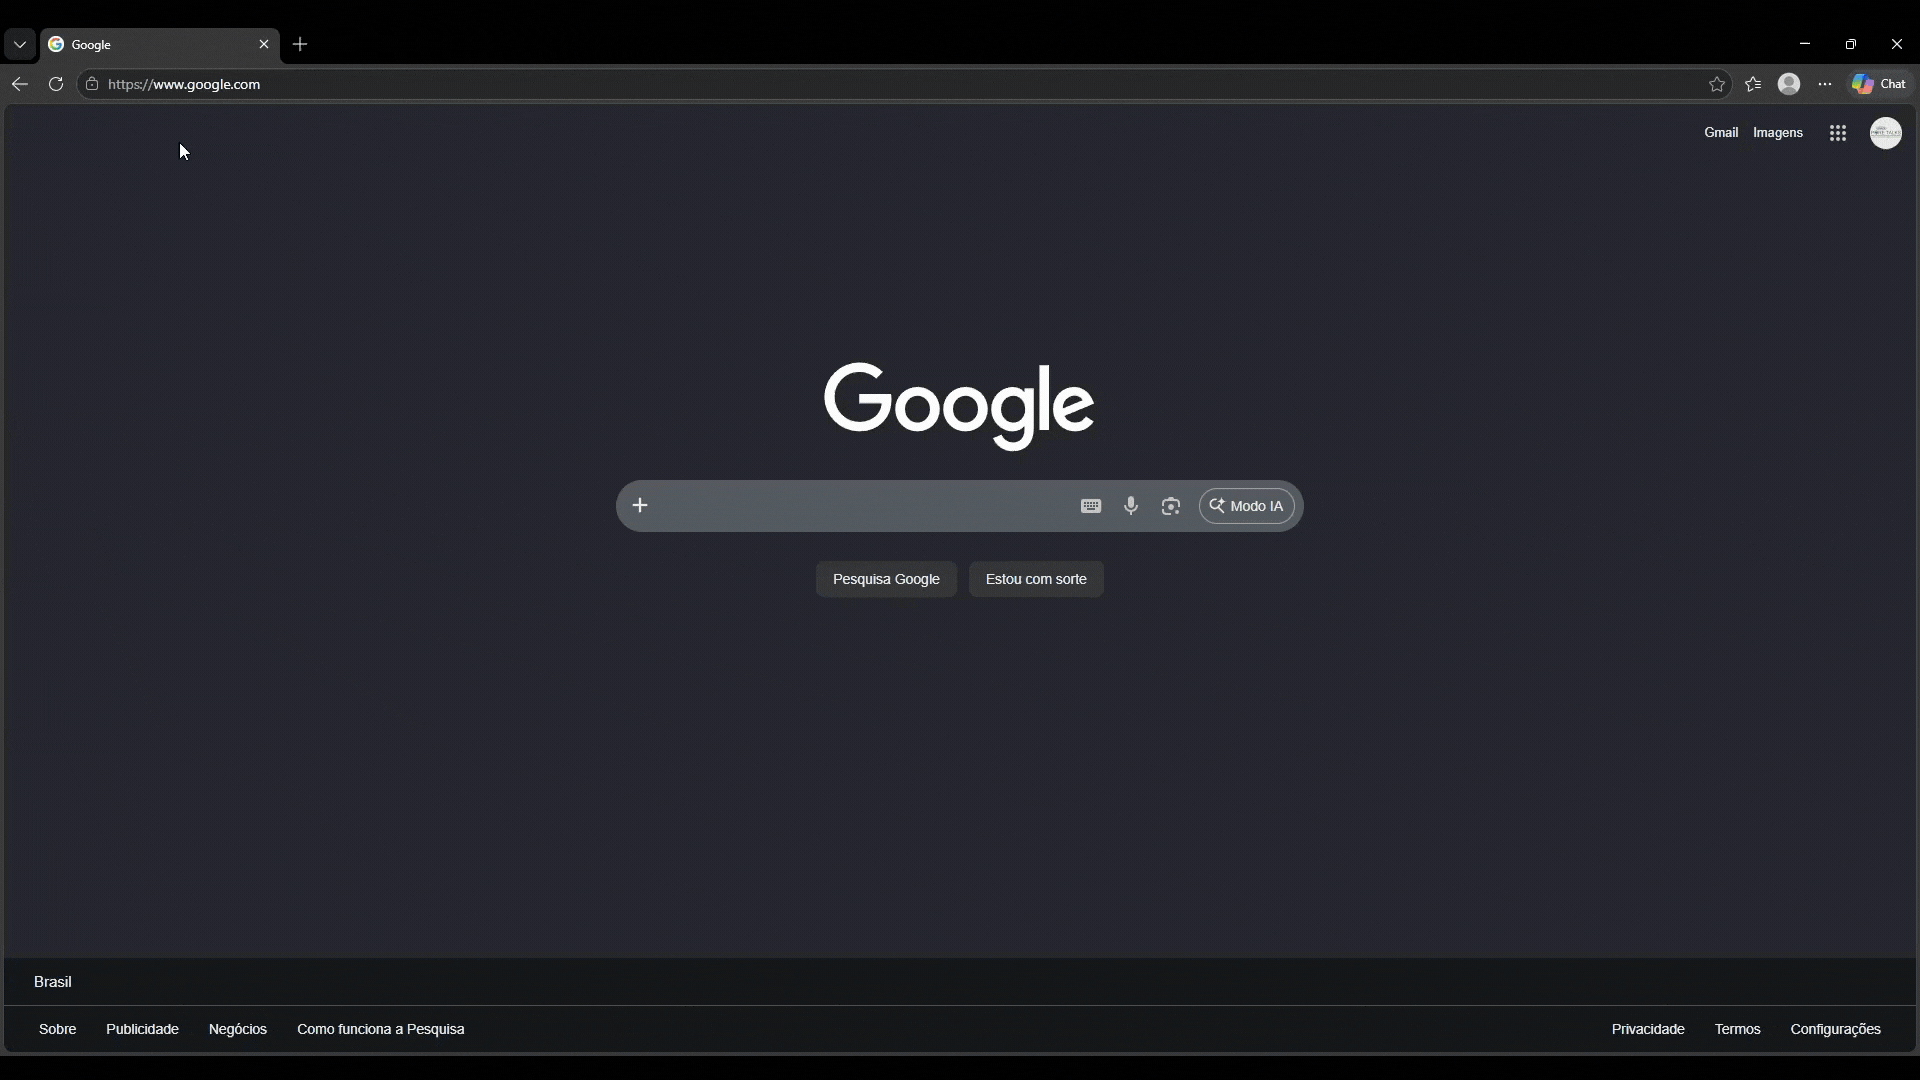 Google
https://www.google.com
Chat
Gmail Imagens
Google
Modo IA
Pesquisa Google Estou com sorte
Brasil
Sobre Publicidade Negócios Como funciona a Pesquisa Privacidade Termos Configurações